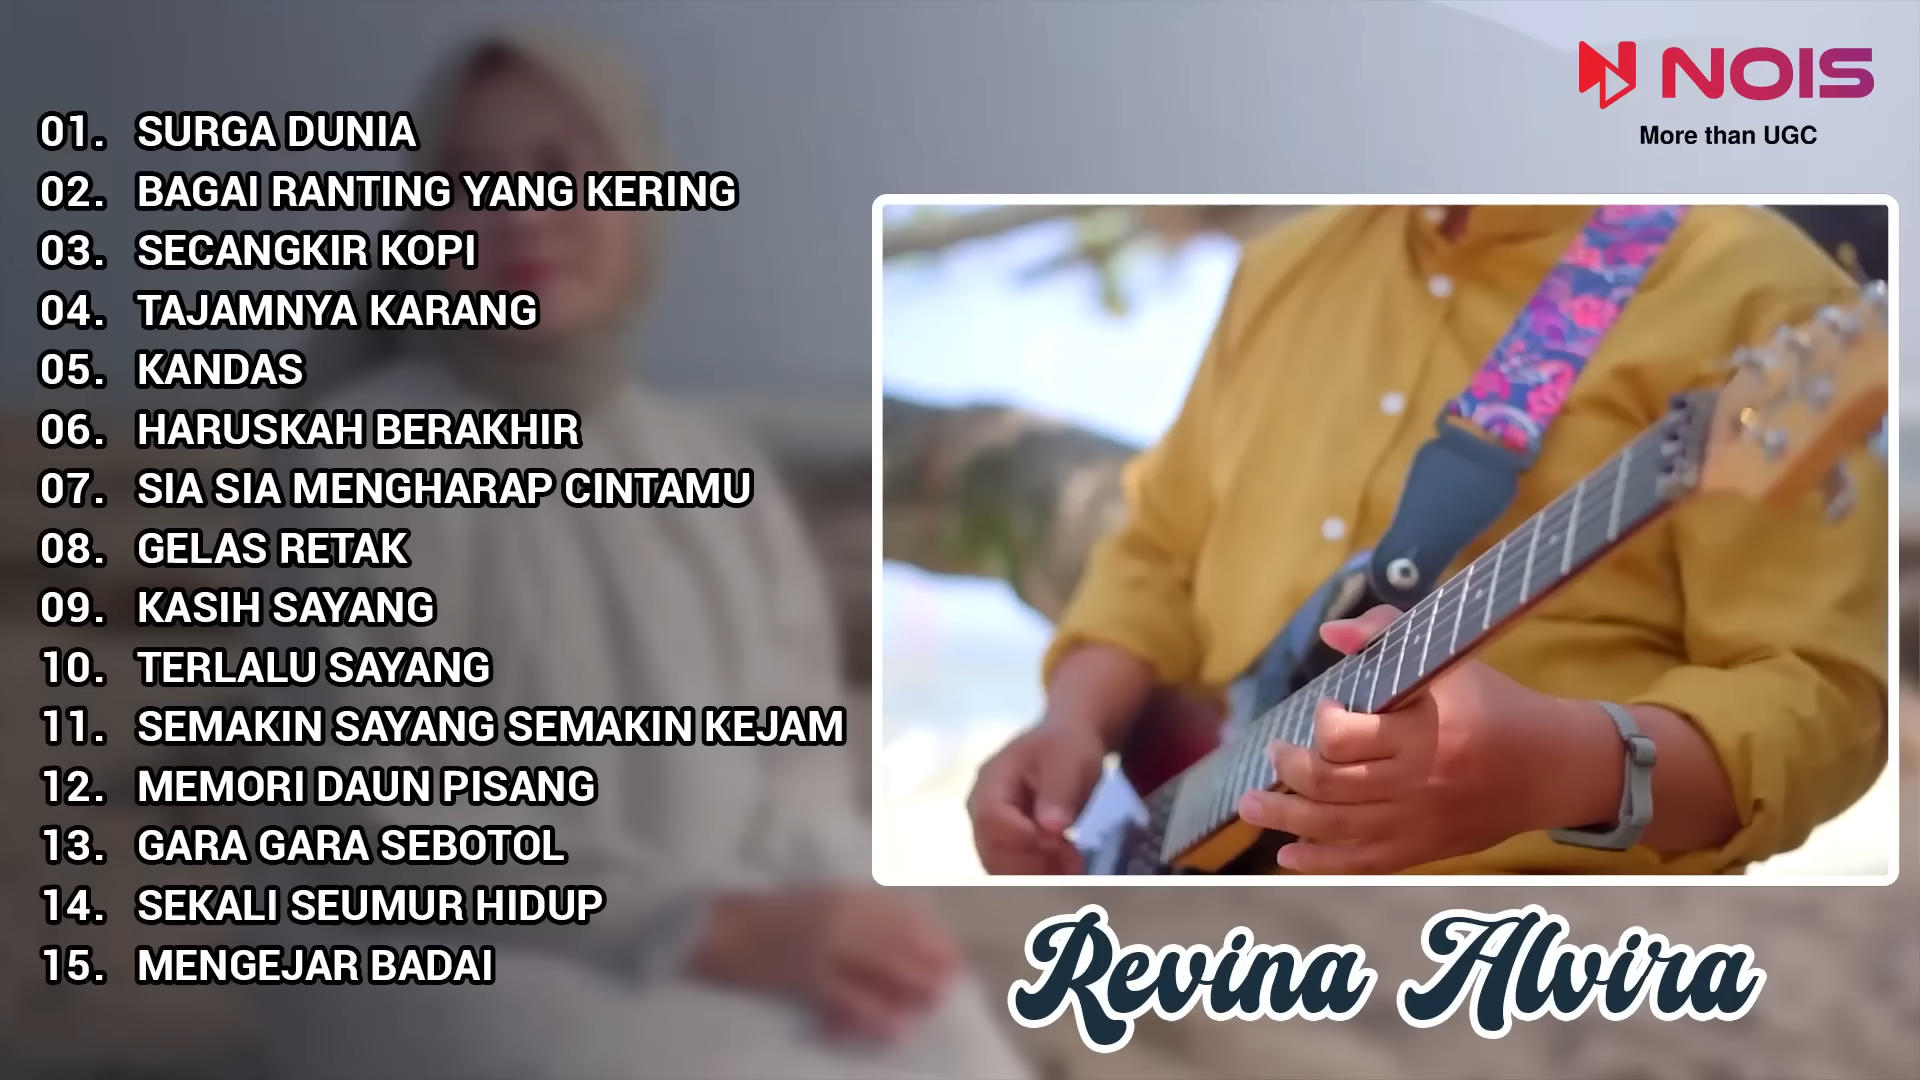 01. SURGA DUNIA
02. BAGAI RANTING YANG KERING
03. SECANGKIR KOPI
04. TAJAMNYA KARANG
05. KANDAS
06. HARUSKAH BERAKHIR
07. SIA SIA MENGHARAP CINTAMU
08. GELAS RETAK
09. KASIH SAYANG
10. TERLALU SAYANG
11. SEMAKIN SAYANG SEMAKIN KEJAM
12. MEMORI DAUN PISANG
13. GARA GARA SEBOTOL
14. SEKALI SEUMUR HIDUP
15. MENGEJAR BADAI
NOIS
More than UGC
Revina Alvira